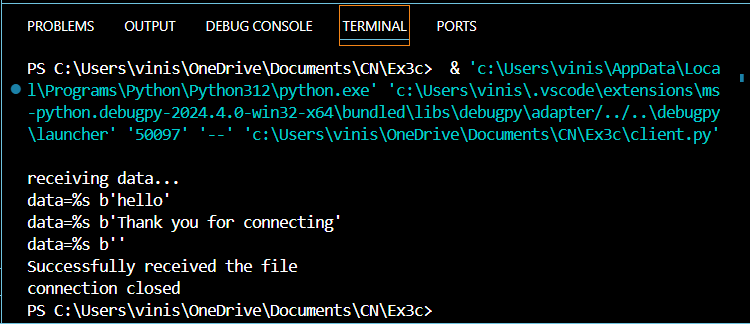 PROBLEMS OUTPUT DEBUG CONSOLE TERMINAL PORTS
PS C:\Users\vinis\OneDrive\Documents\CN\Ex3c>  & 'c:\Users\vinis\AppData\Loca
l\Programs\Python\Python312\python.exe' 'c:\Users\vinis\.vscode\extensions\ms
-python.debugpy-2024.4.0-win32-x64\bundled\libs\debugpy\adapter/../..\debugpy
\launcher' '50097' '--' 'c:\Users\vinis\OneDrive\Documents\CN\Ex3c\client.py'
receiving data...
data=%s b'hello'
data=%s b'Thank you for connecting'
data=%s b''
Successfully received the file
connection closed
PS C:\Users\vinis\OneDrive\Documents\CN\Ex3c>